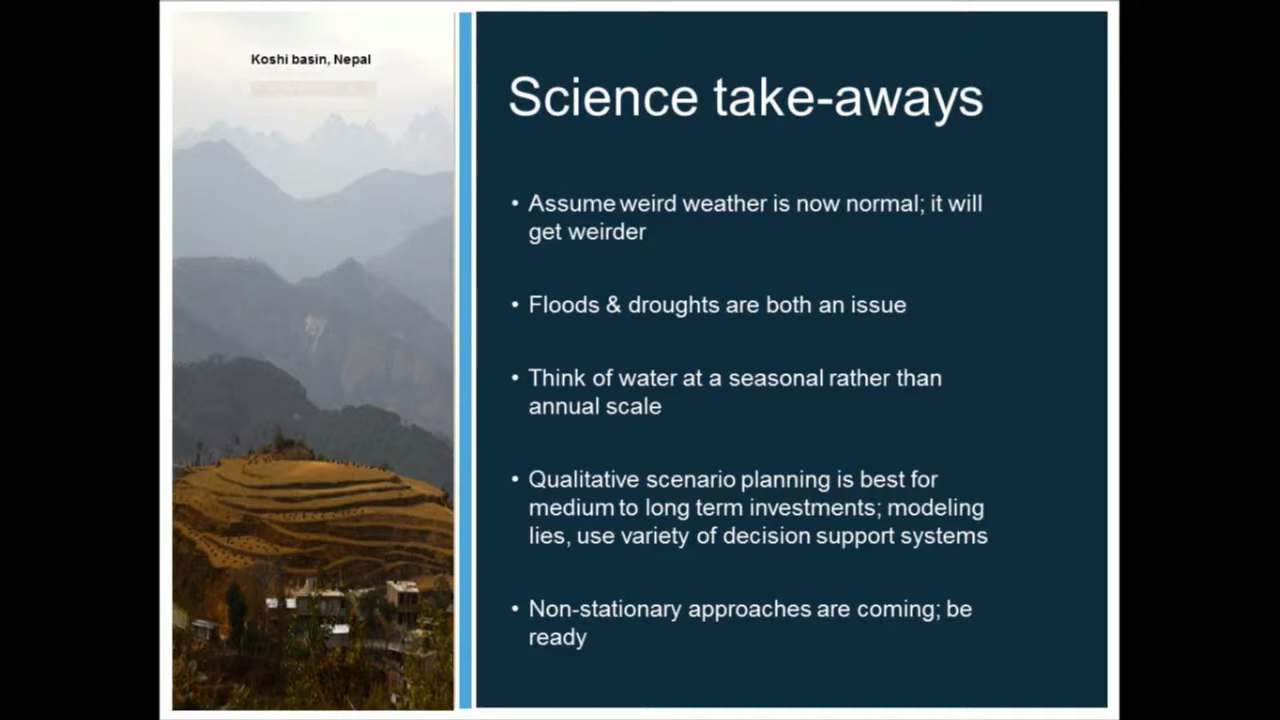 Koshi basin, Nepal
Science take-aways
• Assume weird weather is now normal; it will
get weirder
• Floods & droughts are both an issue
• Think of water at a seasonal rather than
annual scale
• Qualitative scenario planning is best for
medium to long term investments; modeling
lies, use variety of decision support systems
• Non-stationary approaches are coming; be
ready